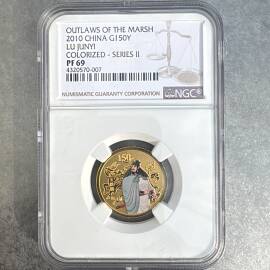 OUTLAWS OF THE MARSH
2010 CHINA G150Y
LU JUNYI
COLORIZED - SERIES II
PF 69
4320570-007
NGC
NUMISMATIC GUARANTY CORPORATION
150